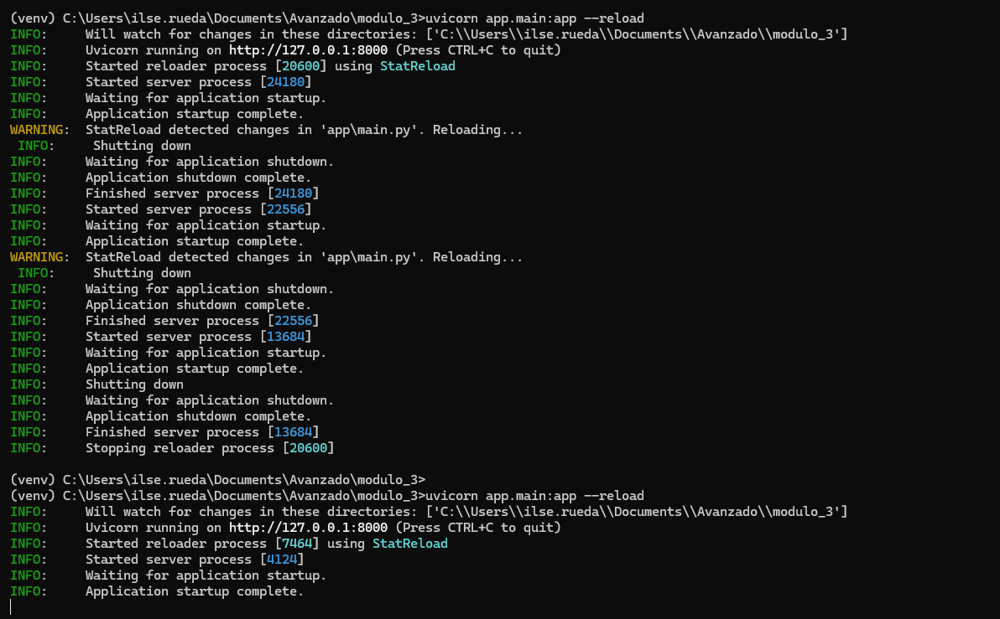 (venv) C:\Users\ilse.rueda\Documents\Avanzado\modulo_3>uvicorn app.main:app --reload
INFO:     Will watch for changes in these directories: ['C:\\Users\\ilse.rueda\\Documents\\Avanzado\\modulo_3']
INFO:     Uvicorn running on http://127.0.0.1:8000 (Press CTRL+C to quit)
INFO:     Started reloader process [20600] using StatReload
INFO:     Started server process [24180]
INFO:     Waiting for application startup.
INFO:     Application startup complete.
WARNING:  StatReload detected changes in 'app\main.py'. Reloading...
 INFO:     Shutting down
INFO:     Waiting for application shutdown.
INFO:     Application shutdown complete.
INFO:     Finished server process [24180]
INFO:     Started server process [22556]
INFO:     Waiting for application startup.
INFO:     Application startup complete.
WARNING:  StatReload detected changes in 'app\main.py'. Reloading...
 INFO:     Shutting down
INFO:     Waiting for application shutdown.
INFO:     Application shutdown complete.
INFO:     Finished server process [22556]
INFO:     Started server process [13684]
INFO:     Waiting for application startup.
INFO:     Application startup complete.
INFO:     Shutting down
INFO:     Waiting for application shutdown.
INFO:     Application shutdown complete.
INFO:     Finished server process [13684]
INFO:     Stopping reloader process [20600]

(venv) C:\Users\ilse.rueda\Documents\Avanzado\modulo_3>
(venv) C:\Users\ilse.rueda\Documents\Avanzado\modulo_3>uvicorn app.main:app --reload
INFO:     Will watch for changes in these directories: ['C:\\Users\\ilse.rueda\\Documents\\Avanzado\\modulo_3']
INFO:     Uvicorn running on http://127.0.0.1:8000 (Press CTRL+C to quit)
INFO:     Started reloader process [7464] using StatReload
INFO:     Started server process [4124]
INFO:     Waiting for application startup.
INFO:     Application startup complete.